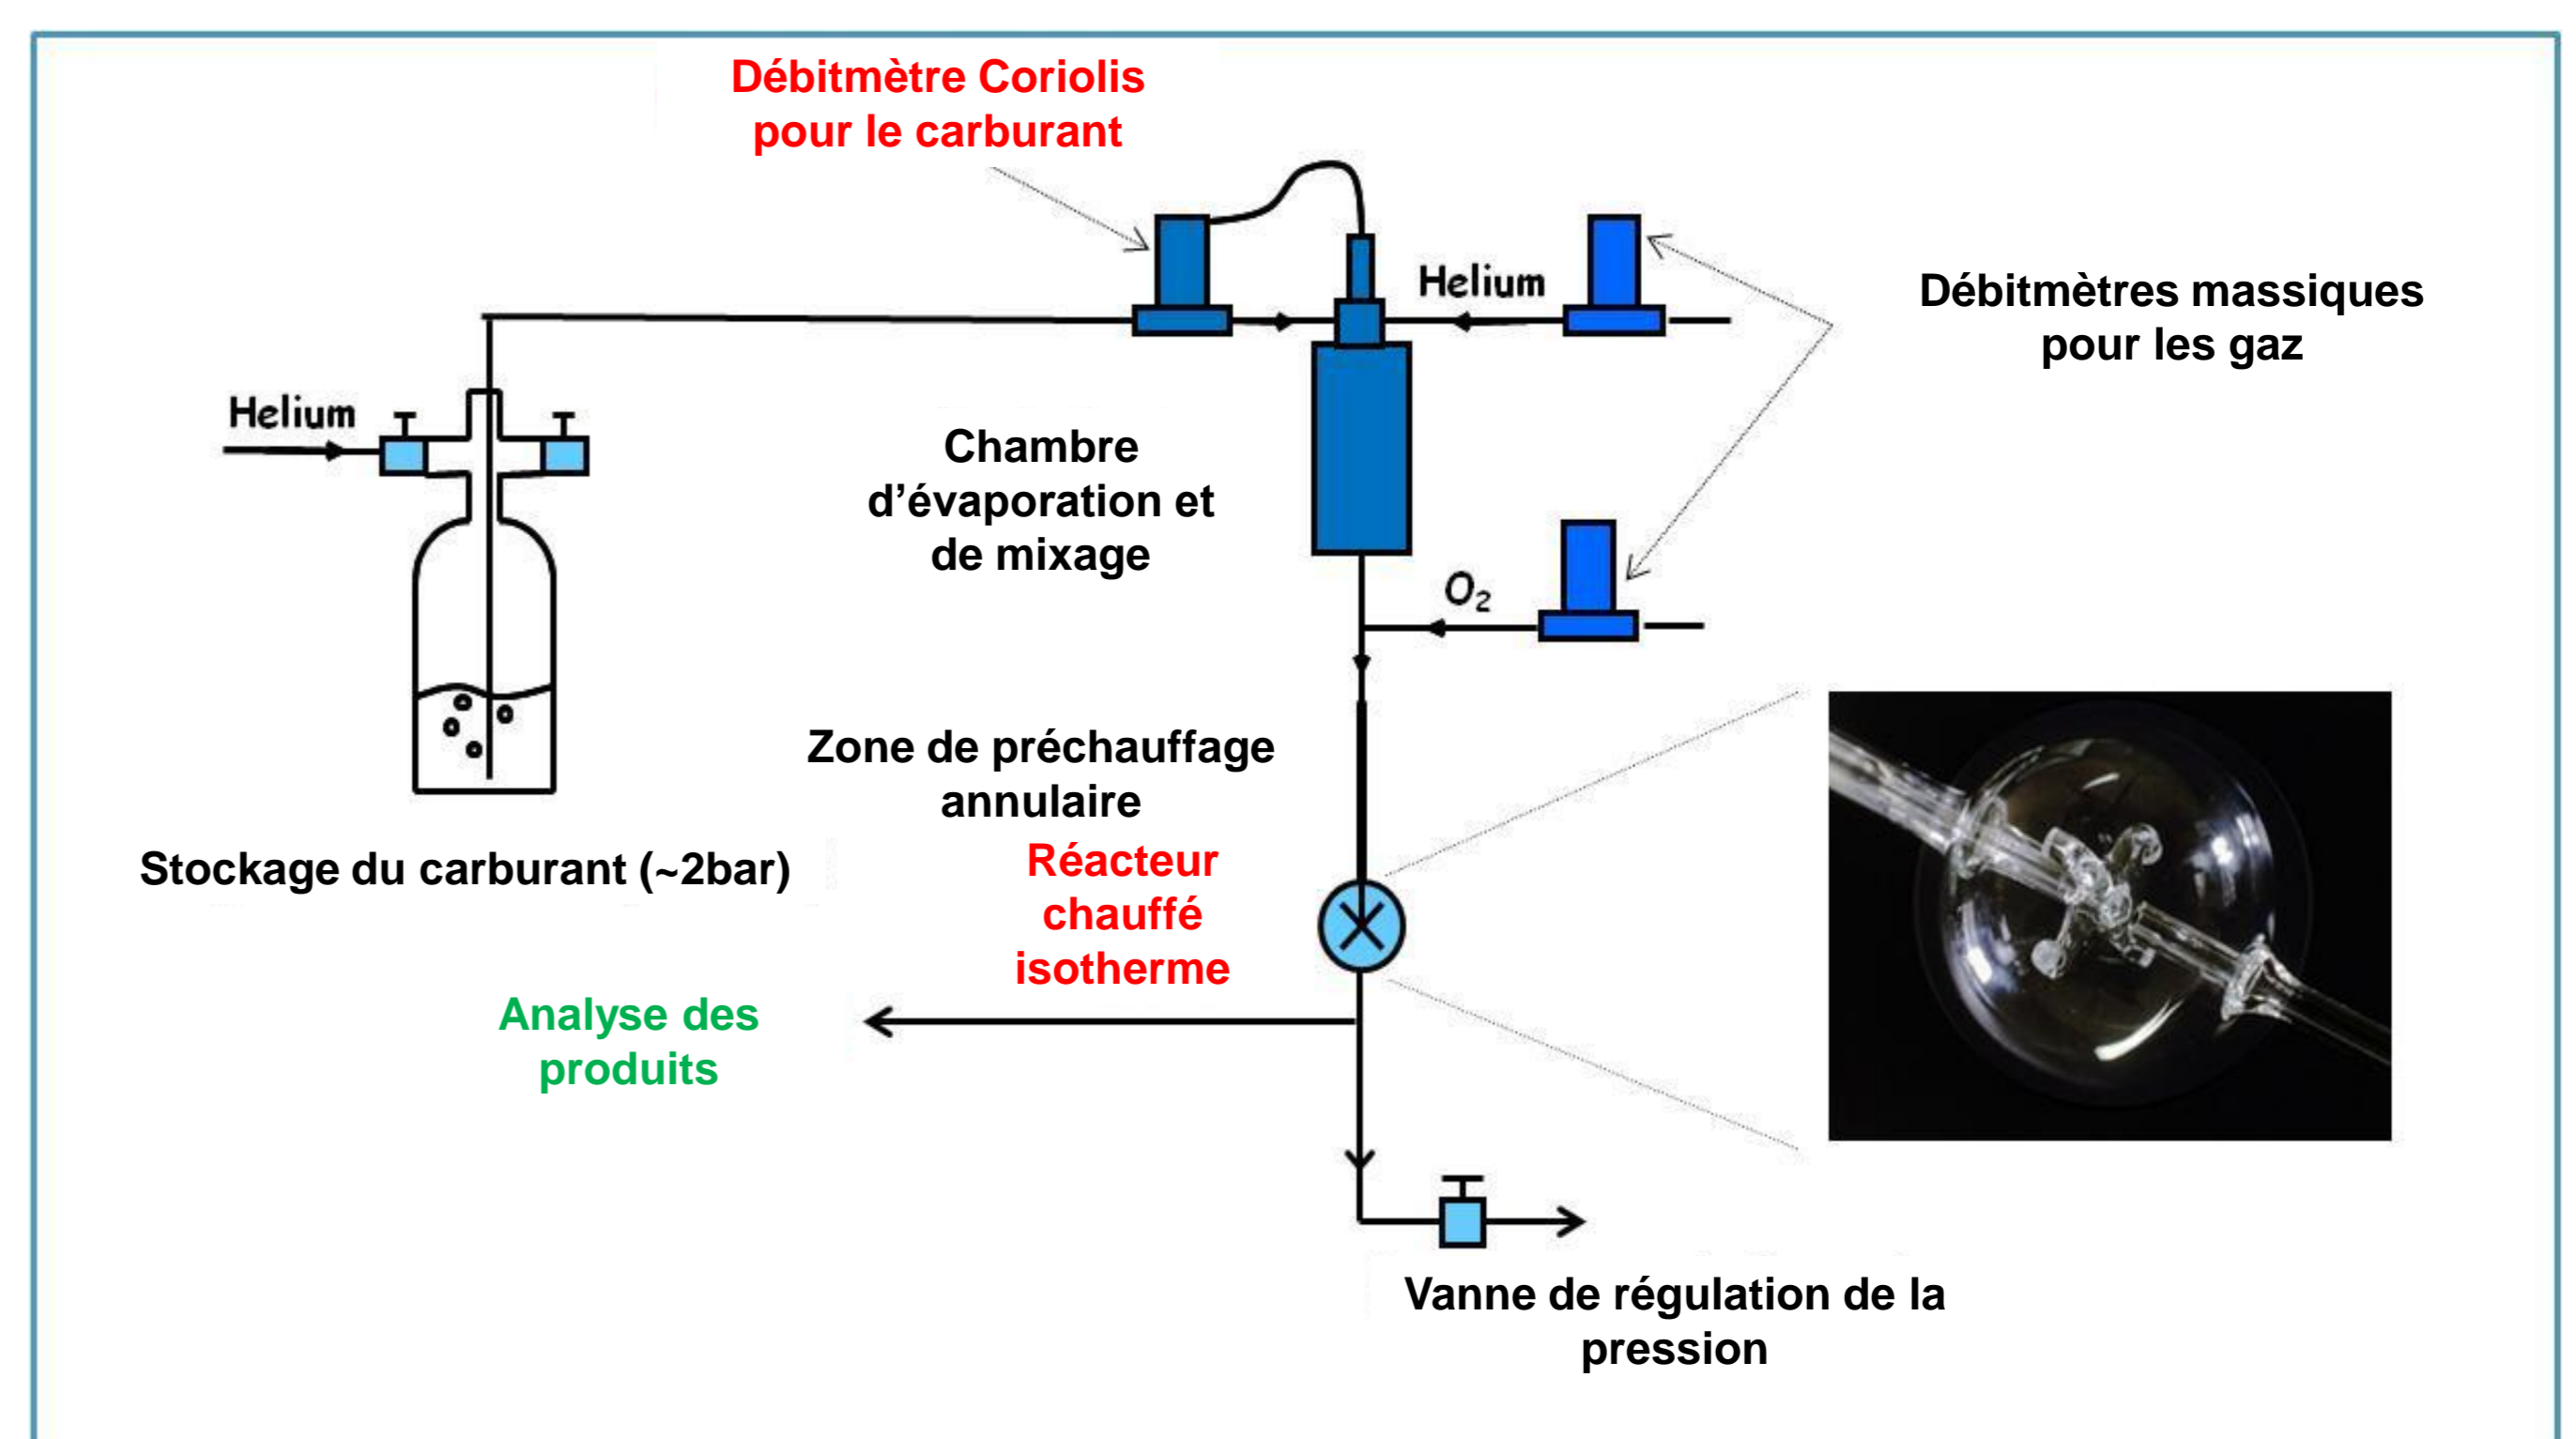 Débitmètre Coriolis
pour le carburant
Helium
Débitmètres massiques
pour les gaz
Helium
Chambre
d’évaporation et
de mixage
O₂
Zone de préchauffage
annulaire
Stockage du carburant (~2bar)
Réacteur
chauffé
isotherme
Analyse des
produits
Vanne de régulation de la
pression